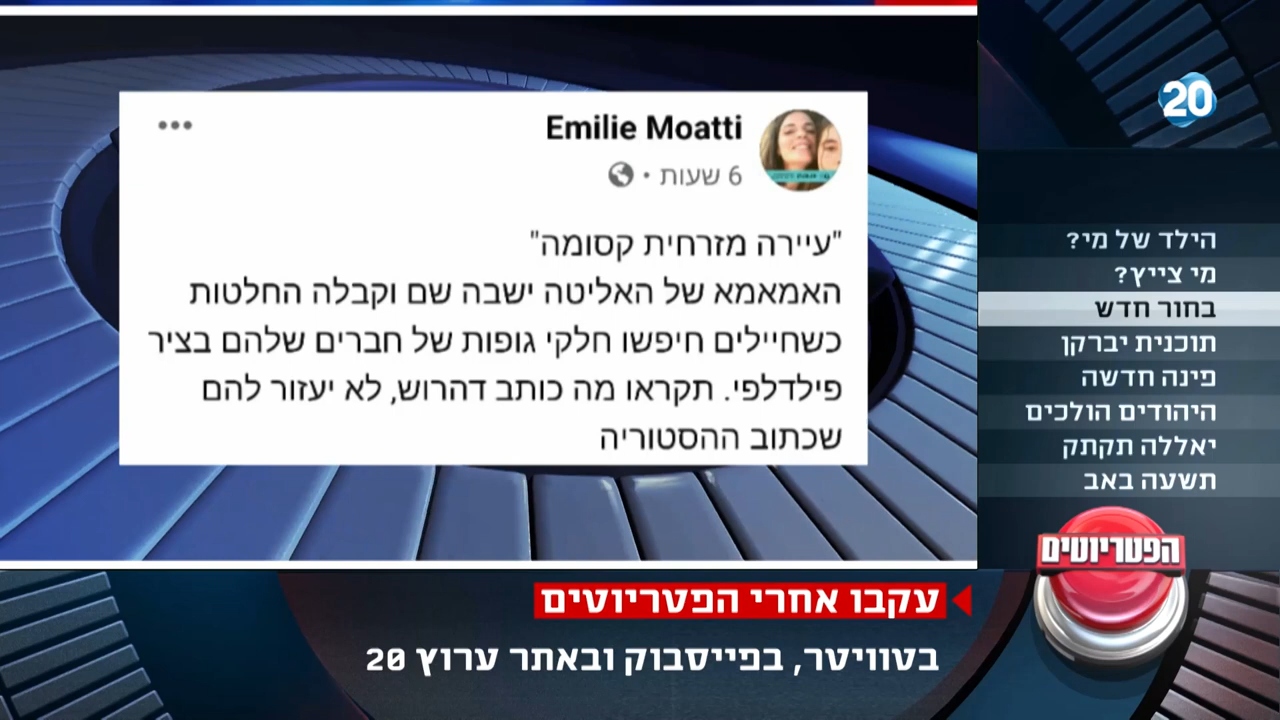 Emilie Moatti
6 שעות
"עיירה מזרחית קסומה"
האמאמא של האליטה ישבה שם וקבלה החלטות
כשחיילים חיפשו חלקי גופות של חברים שלהם בציר
פילדלפי. תקראו מה כותב דהרוש, לא יעזור להם
שכתוב ההסטוריה
20
הילד של מי?
מי צייץ?
בחור חדש
תוכנית יברקן
פינה חדשה
היהודים הולכים
יאללה תקתק
תשעה באב
הפטריוטים
עקבו אחרי הפטריוטים
בטוויטר, בפייסבוק ובאתר ערוץ 20